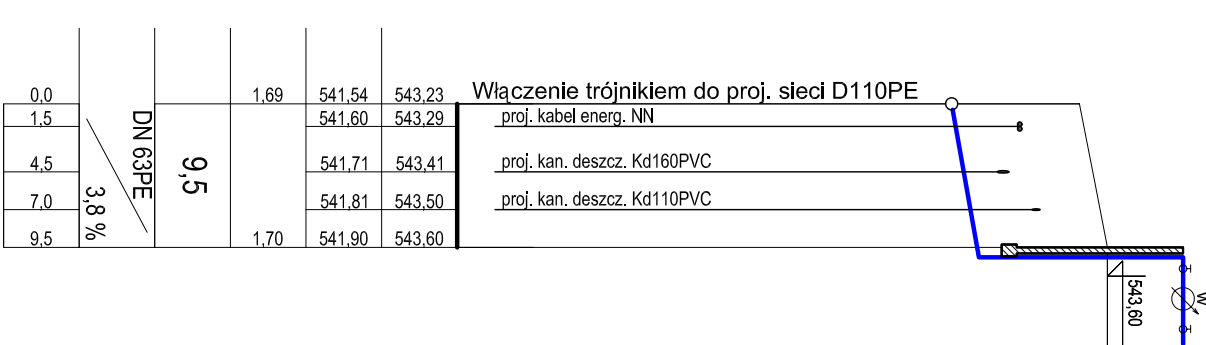 0,0 1,69 541,54 543,23 Włączenie trójnikiem do proj. sieci D110PE
1,5 541,60 543,29 proj. kabel energ. NN
4,5 541,71 543,41 proj. kan. deszcz. Kd160PVC
7,0 541,81 543,50 proj. kan. deszcz. Kd110PVC
9,5 1,70 541,90 543,60
DN 63PE
3,8 %
9,5
543,60
W